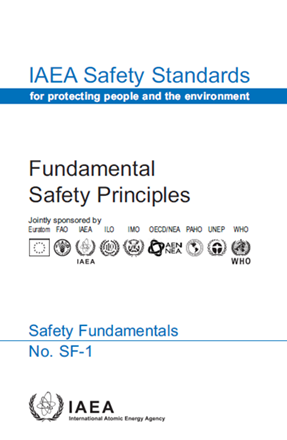 IAEA Safety Standards
for protecting people and the environment
Fundamental
Safety Principles
Jointly sponsored by
Euratom FAO IAEA ILO IMO OECD/NEA PAHO UNEP WHO
AEN
NEA
IAEA
WHO
Safety Fundamentals
No. SF-1
IAEA
International Atomic Energy Agency